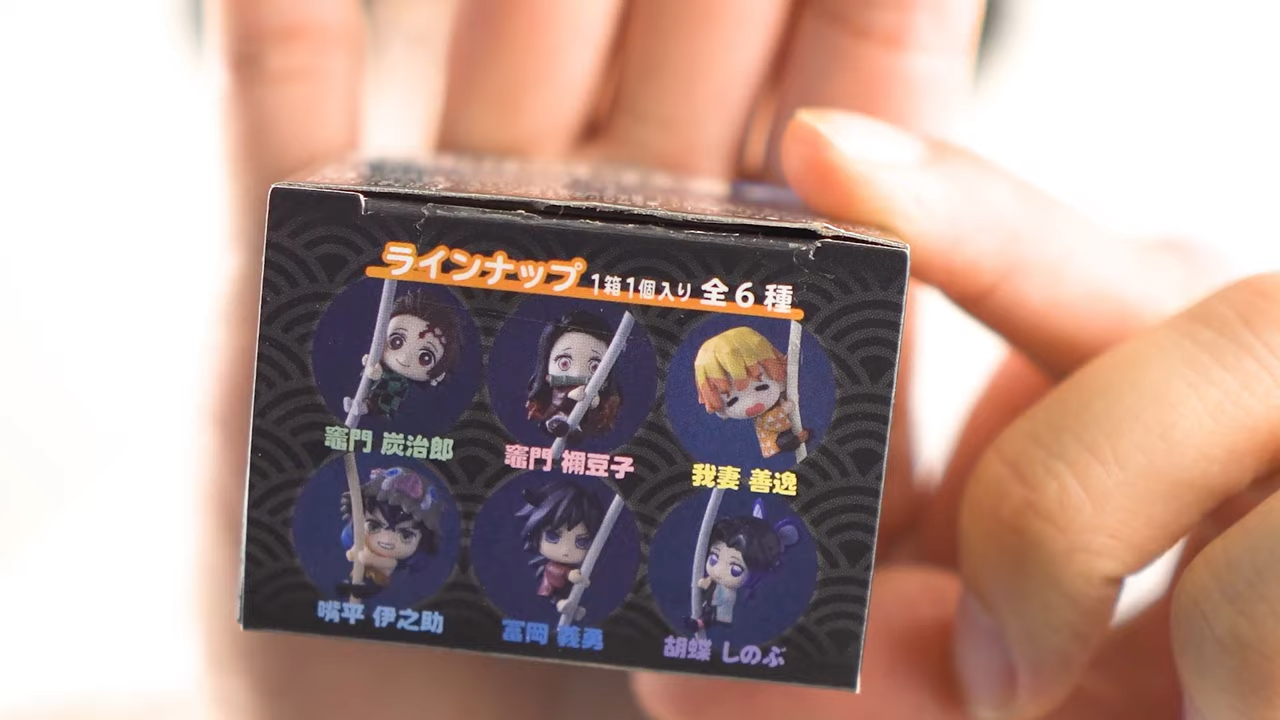 ラインナップ 1箱1個入り 全6種
竈門 炭治郎
竈門 禰豆子
我妻 善逸
嘴平 伊之助
冨岡 義勇
胡蝶 しのぶ